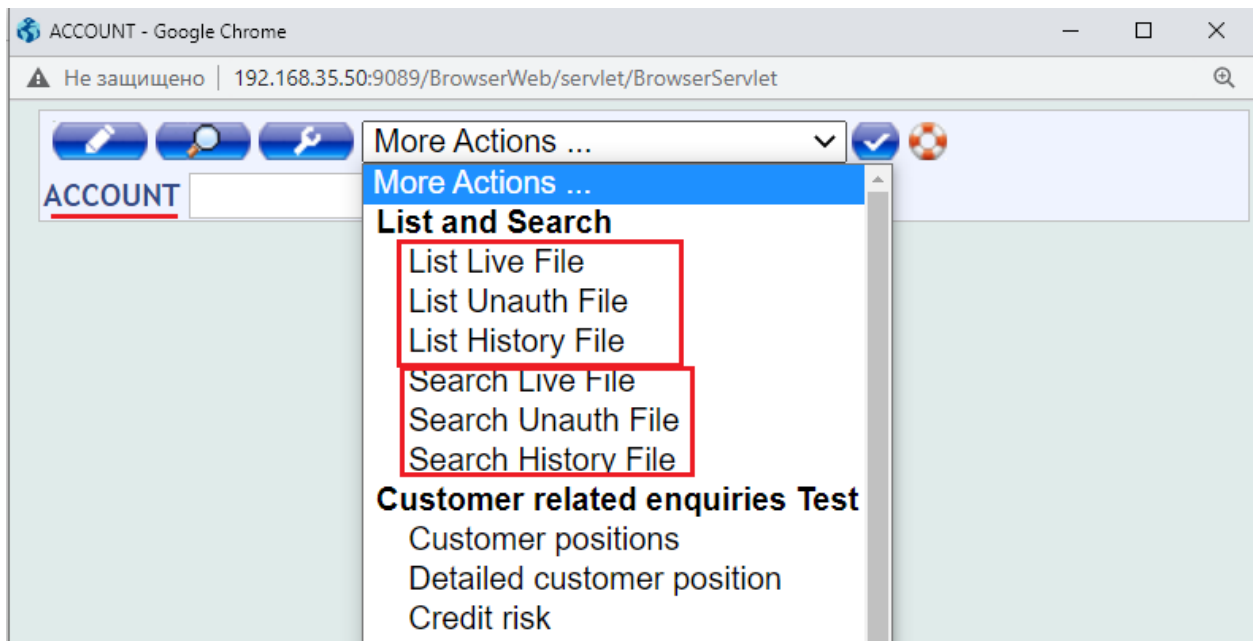 ACCOUNT - Google Chrome
Не защищено | 192.168.35.50:9089/BrowserWeb/servlet/BrowserServlet
More Actions ...
ACCOUNT
More Actions ...
List and Search
List Live File
List Unauth File
List History File
Search Live File
Search Unauth File
Search History File
Customer related enquiries Test
Customer positions
Detailed customer position
Credit risk